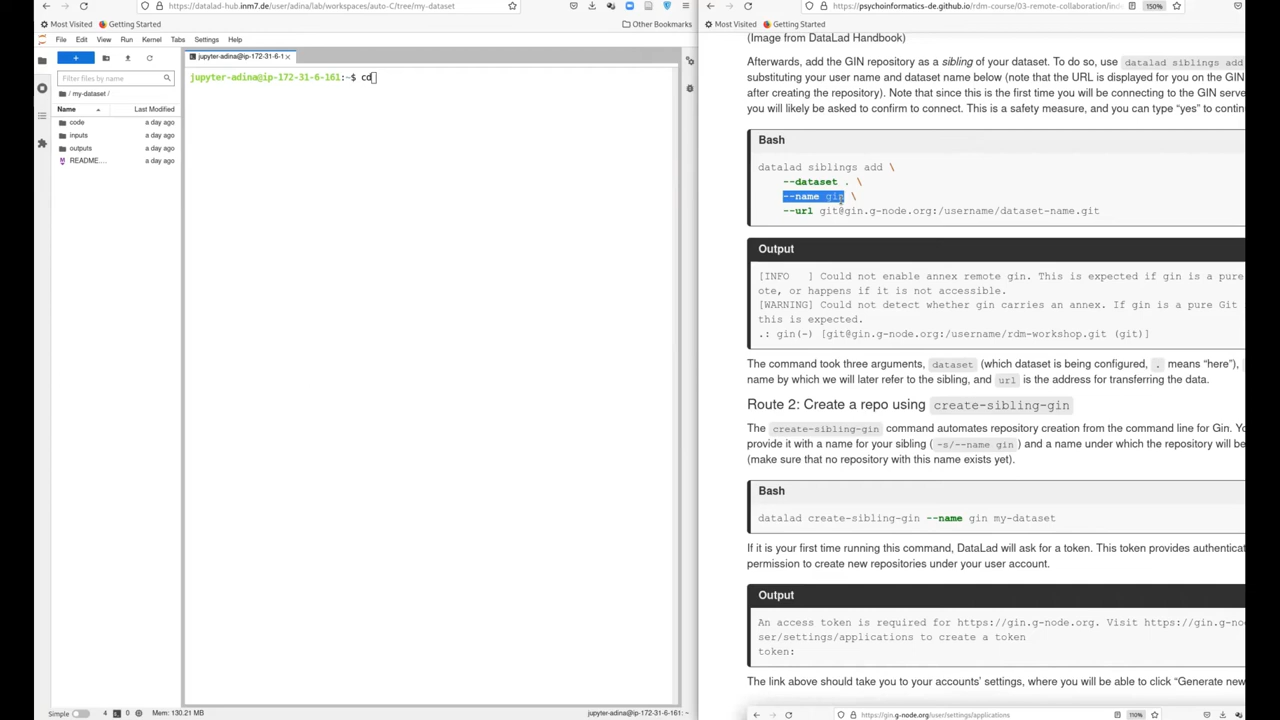 https://datalad-hub.inm7.de/user/adina/lab/workspaces/auto-C/tree/my-dataset
Most Visited
Getting Started
Other Bookmarks
File Edit View Run Kernel Tabs Settings Help
+
Filter files by name
/ my-dataset /
Name
Last Modified
code
a day ago
inputs
a day ago
outputs
a day ago
README....
a day ago
jupyter-adina@ip-172-31-6-1
jupyter-adina@ip-172-31-6-161:~$ cd
Simple
4
0
Mem: 130.21 MB
jupyter-adina@ip-172-31-6-161: ~
https://psychoinformatics-de.github.io/rdm-course/03-remote-collaboration/ind
150%
Most Visited
Getting Started
(Image from DataLad Handbook)
Afterwards, add the GIN repository as a sibling of your dataset. To do so, use datalad siblings add
substituting your user name and dataset name below (note that the URL is displayed for you on the GIN
after creating the repository). Note that since this is the first time you will be connecting to the GIN serve
you will likely be asked to confirm to connect. This is a safety measure, and you can type “yes” to contin
Bash
datalad siblings add \
--dataset . \
--name gin \
--url git@gin.g-node.org:/username/dataset-name.git
Output
[INFO ] Could not enable annex remote gin. This is expected if gin is a pure
ote, or happens if it is not accessible.
[WARNING] Could not detect whether gin carries an annex. If gin is a pure Git
this is expected.
.: gin(-) [git@gin.g-node.org:/username/rdm-workshop.git (git)]
The command took three arguments, dataset (which dataset is being configured, . means “here”),
name by which we will later refer to the sibling, and url is the address for transferring the data.
Route 2: Create a repo using create-sibling-gin
The create-sibling-gin command automates repository creation from the command line for Gin. Yo
provide it with a name for your sibling ( -s/--name gin ) and a name under which the repository will be
(make sure that no repository with this name exists yet).
Bash
datalad create-sibling-gin --name gin my-dataset
If it is your first time running this command, DataLad will ask for a token. This token provides authenticat
permission to create new repositories under your user account.
Output
An access token is required for https://gin.g-node.org. Visit https://gin.g-nod
ser/settings/applications to create a token
token:
The link above should take you to your accounts’ settings, where you will be able to click “Generate new
https://gin.g-node.org/user/settings/applications
110%